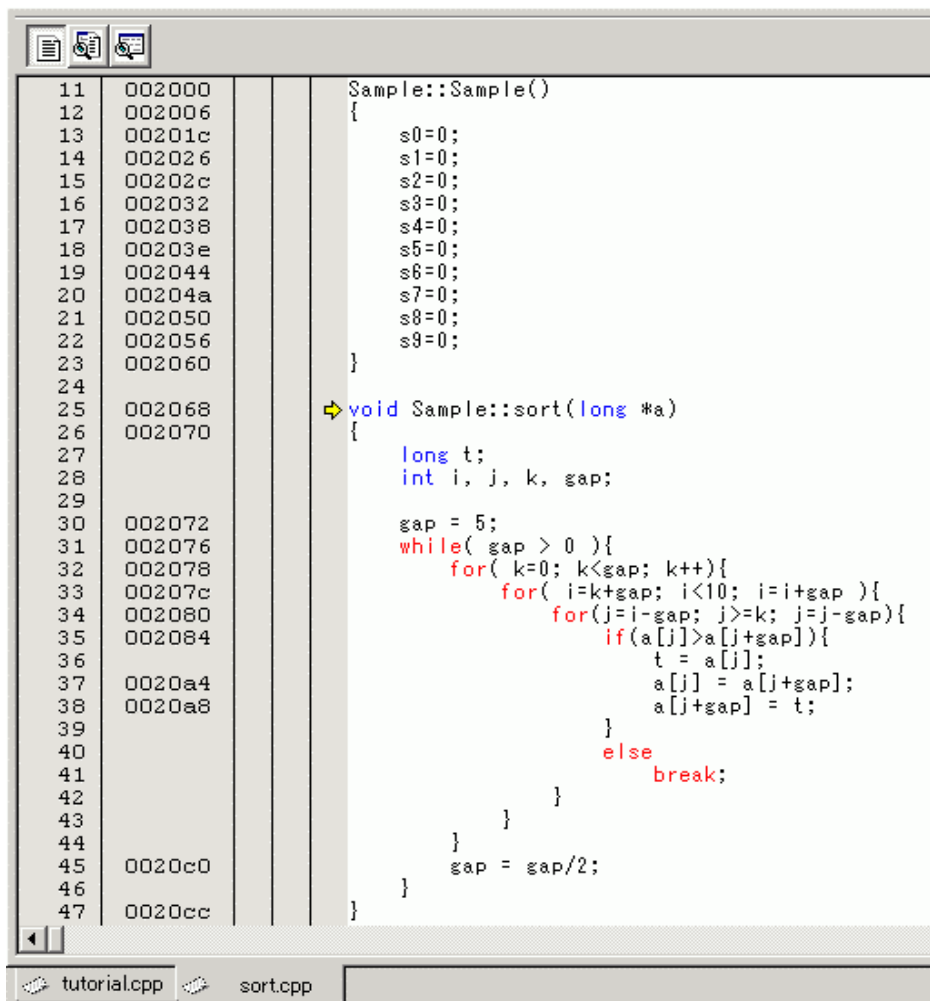 11 002000 Sample::Sample()
12 002006 {
13 00201c s0=0;
14 002026 s1=0;
15 00202c s2=0;
16 002032 s3=0;
17 002038 s4=0;
18 00203e s5=0;
19 002044 s6=0;
20 00204a s7=0;
21 002050 s8=0;
22 002056 s9=0;
23 002060 }
24
25 002068 void Sample::sort(long *a)
26 002070 {
27 long t;
28 int i, j, k, gap;
29
30 002072 gap = 5;
31 002076 while( gap > 0 ){
32 002078 for( k=0; k<gap; k++){
33 00207c for( i=k+gap; i<10; i=i+gap ){
34 002080 for(j=i-gap; j>=k; j=j-gap){
35 002084 if(a[j]>a[j+gap]){
36 t = a[j];
37 0020a4 a[j] = a[j+gap];
38 0020a8 a[j+gap] = t;
39 }
40 else
41 break;
42 }
43 }
44 }
45 0020c0 gap = gap/2;
46 }
47 0020cc }
tutorial.cpp sort.cpp